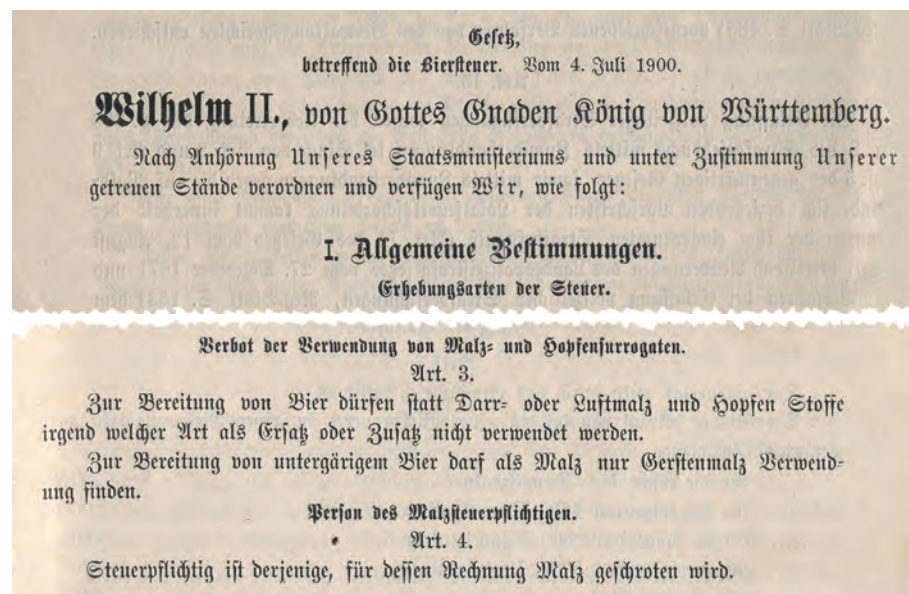 Gesetz,
betreffend die Biersteuer. Vom 4. Juli 1900.
Wilhelm II., von Gottes Gnaden König von Württemberg.
Nach Anhörung Unseres Staatsministeriums und unter Zustimmung Unserer
getreuen Stände verordnen und verfügen Wir, wie folgt:
I. Allgemeine Bestimmungen.
Erhebungsarten der Steuer.
Verbot der Verwendung von Malz- und Hopfensurrogaten.
Art. 3.
Zur Bereitung von Bier dürfen statt Darr- oder Luftmalz und Hopfen Stoffe
irgend welcher Art als Ersatz oder Zusatz nicht verwendet werden.
Zur Bereitung von untergärigem Bier darf als Malz nur Gerstenmalz Verwend-
ung finden.
Person des Malzsteuerpflichtigen.
Art. 4.
Steuerpflichtig ist derjenige, für dessen Rechnung Malz geschroten wird.